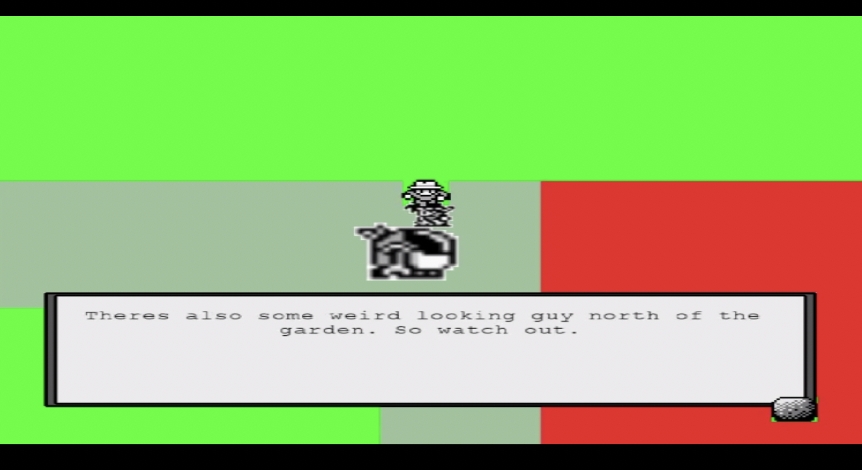 Theres also some weird looking guy north of the
garden. So watch out.